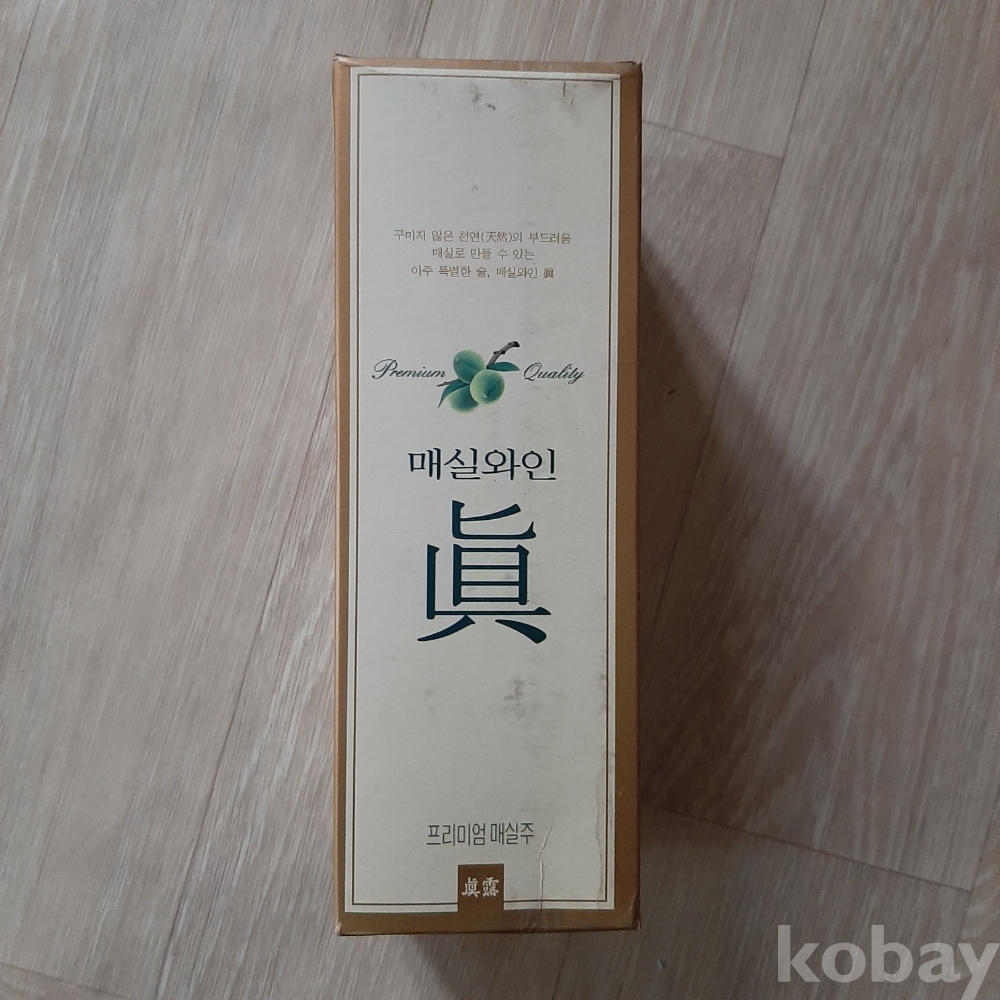 꾸미지 않은 천연(天然)의 부드러움
매실로 만들 수 있는
아주 특별한 술, 매실와인 眞
Premium Quality
매실와인
眞
프리미엄 매실주
眞露
kobay